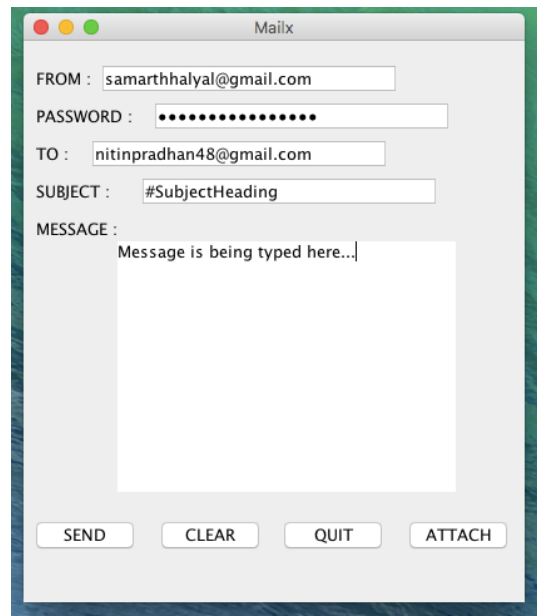 Mailx
FROM : samarthhalyal@gmail.com
PASSWORD : ••••••••••••••••
TO : nitinpradhan48@gmail.com
SUBJECT : #SubjectHeading
MESSAGE :
Message is being typed here...
SEND CLEAR QUIT ATTACH